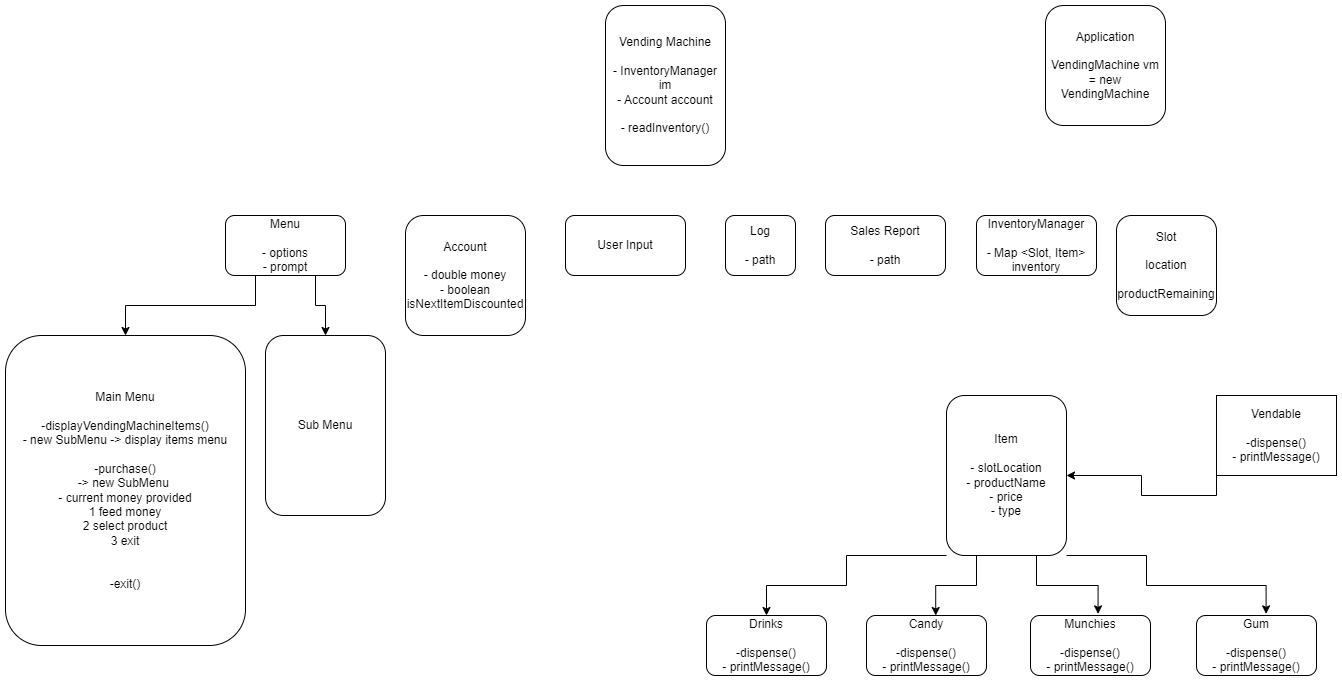 Vending Machine
- InventoryManager
im
- Account account
- readInventory()
Application
VendingMachine vm
= new
VendingMachine
Menu
- options
- prompt
Account
- double money
- boolean
isNextItemDiscounted
User Input
Log
- path
Sales Report
- path
InventoryManager
- Map <Slot, Item>
inventory
Slot
location
productRemaining
Main Menu
-displayVendingMachineItems()
- new SubMenu -> display items menu
-purchase()
-> new SubMenu
- current money provided
1 feed money
2 select product
3 exit
-exit()
Sub Menu
Item
- slotLocation
- productName
- price
- type
Vendable
-dispense()
- printMessage()
Drinks
-dispense()
- printMessage()
Candy
-dispense()
- printMessage()
Munchies
-dispense()
- printMessage()
Gum
-dispense()
- printMessage()